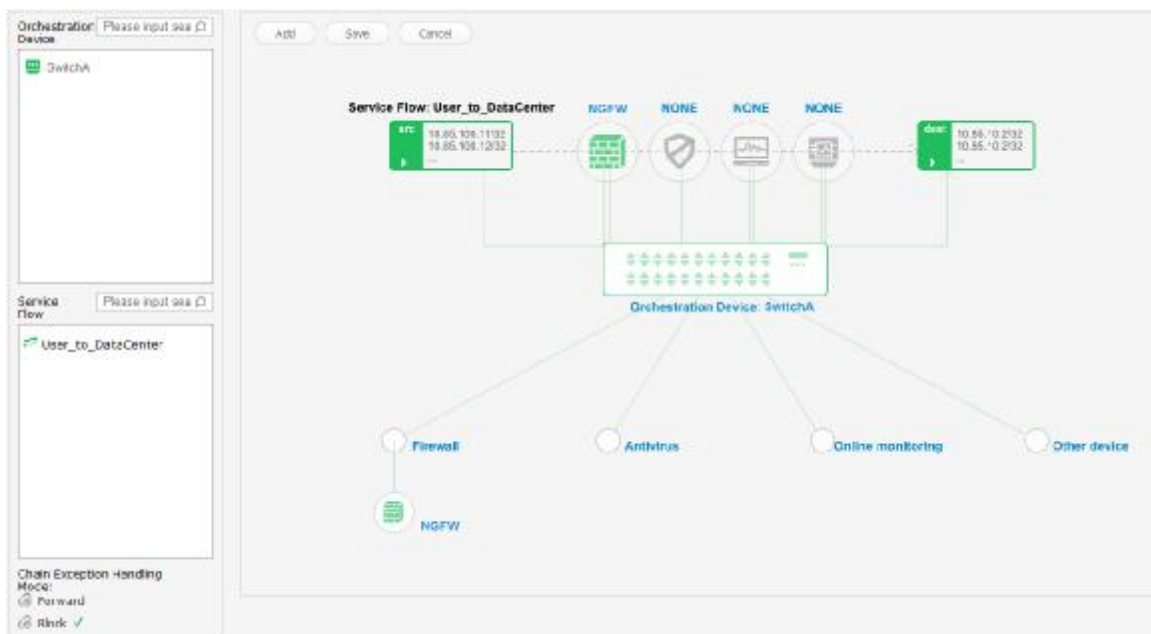 Orchestration
Device
Please input sea
SwitchA
Service
Flow
Please input sea
User_to_DataCenter
Chain Exception Handling
Mode:
Forward
Block
Add
Save
Cancel
Service Flow: User_to_DataCenter
NGFW
NONE
NONE
NONE
src
...
dest
...
Orchestration Device: SwitchA
Firewall
Antivirus
Online monitoring
Other device
NGFW